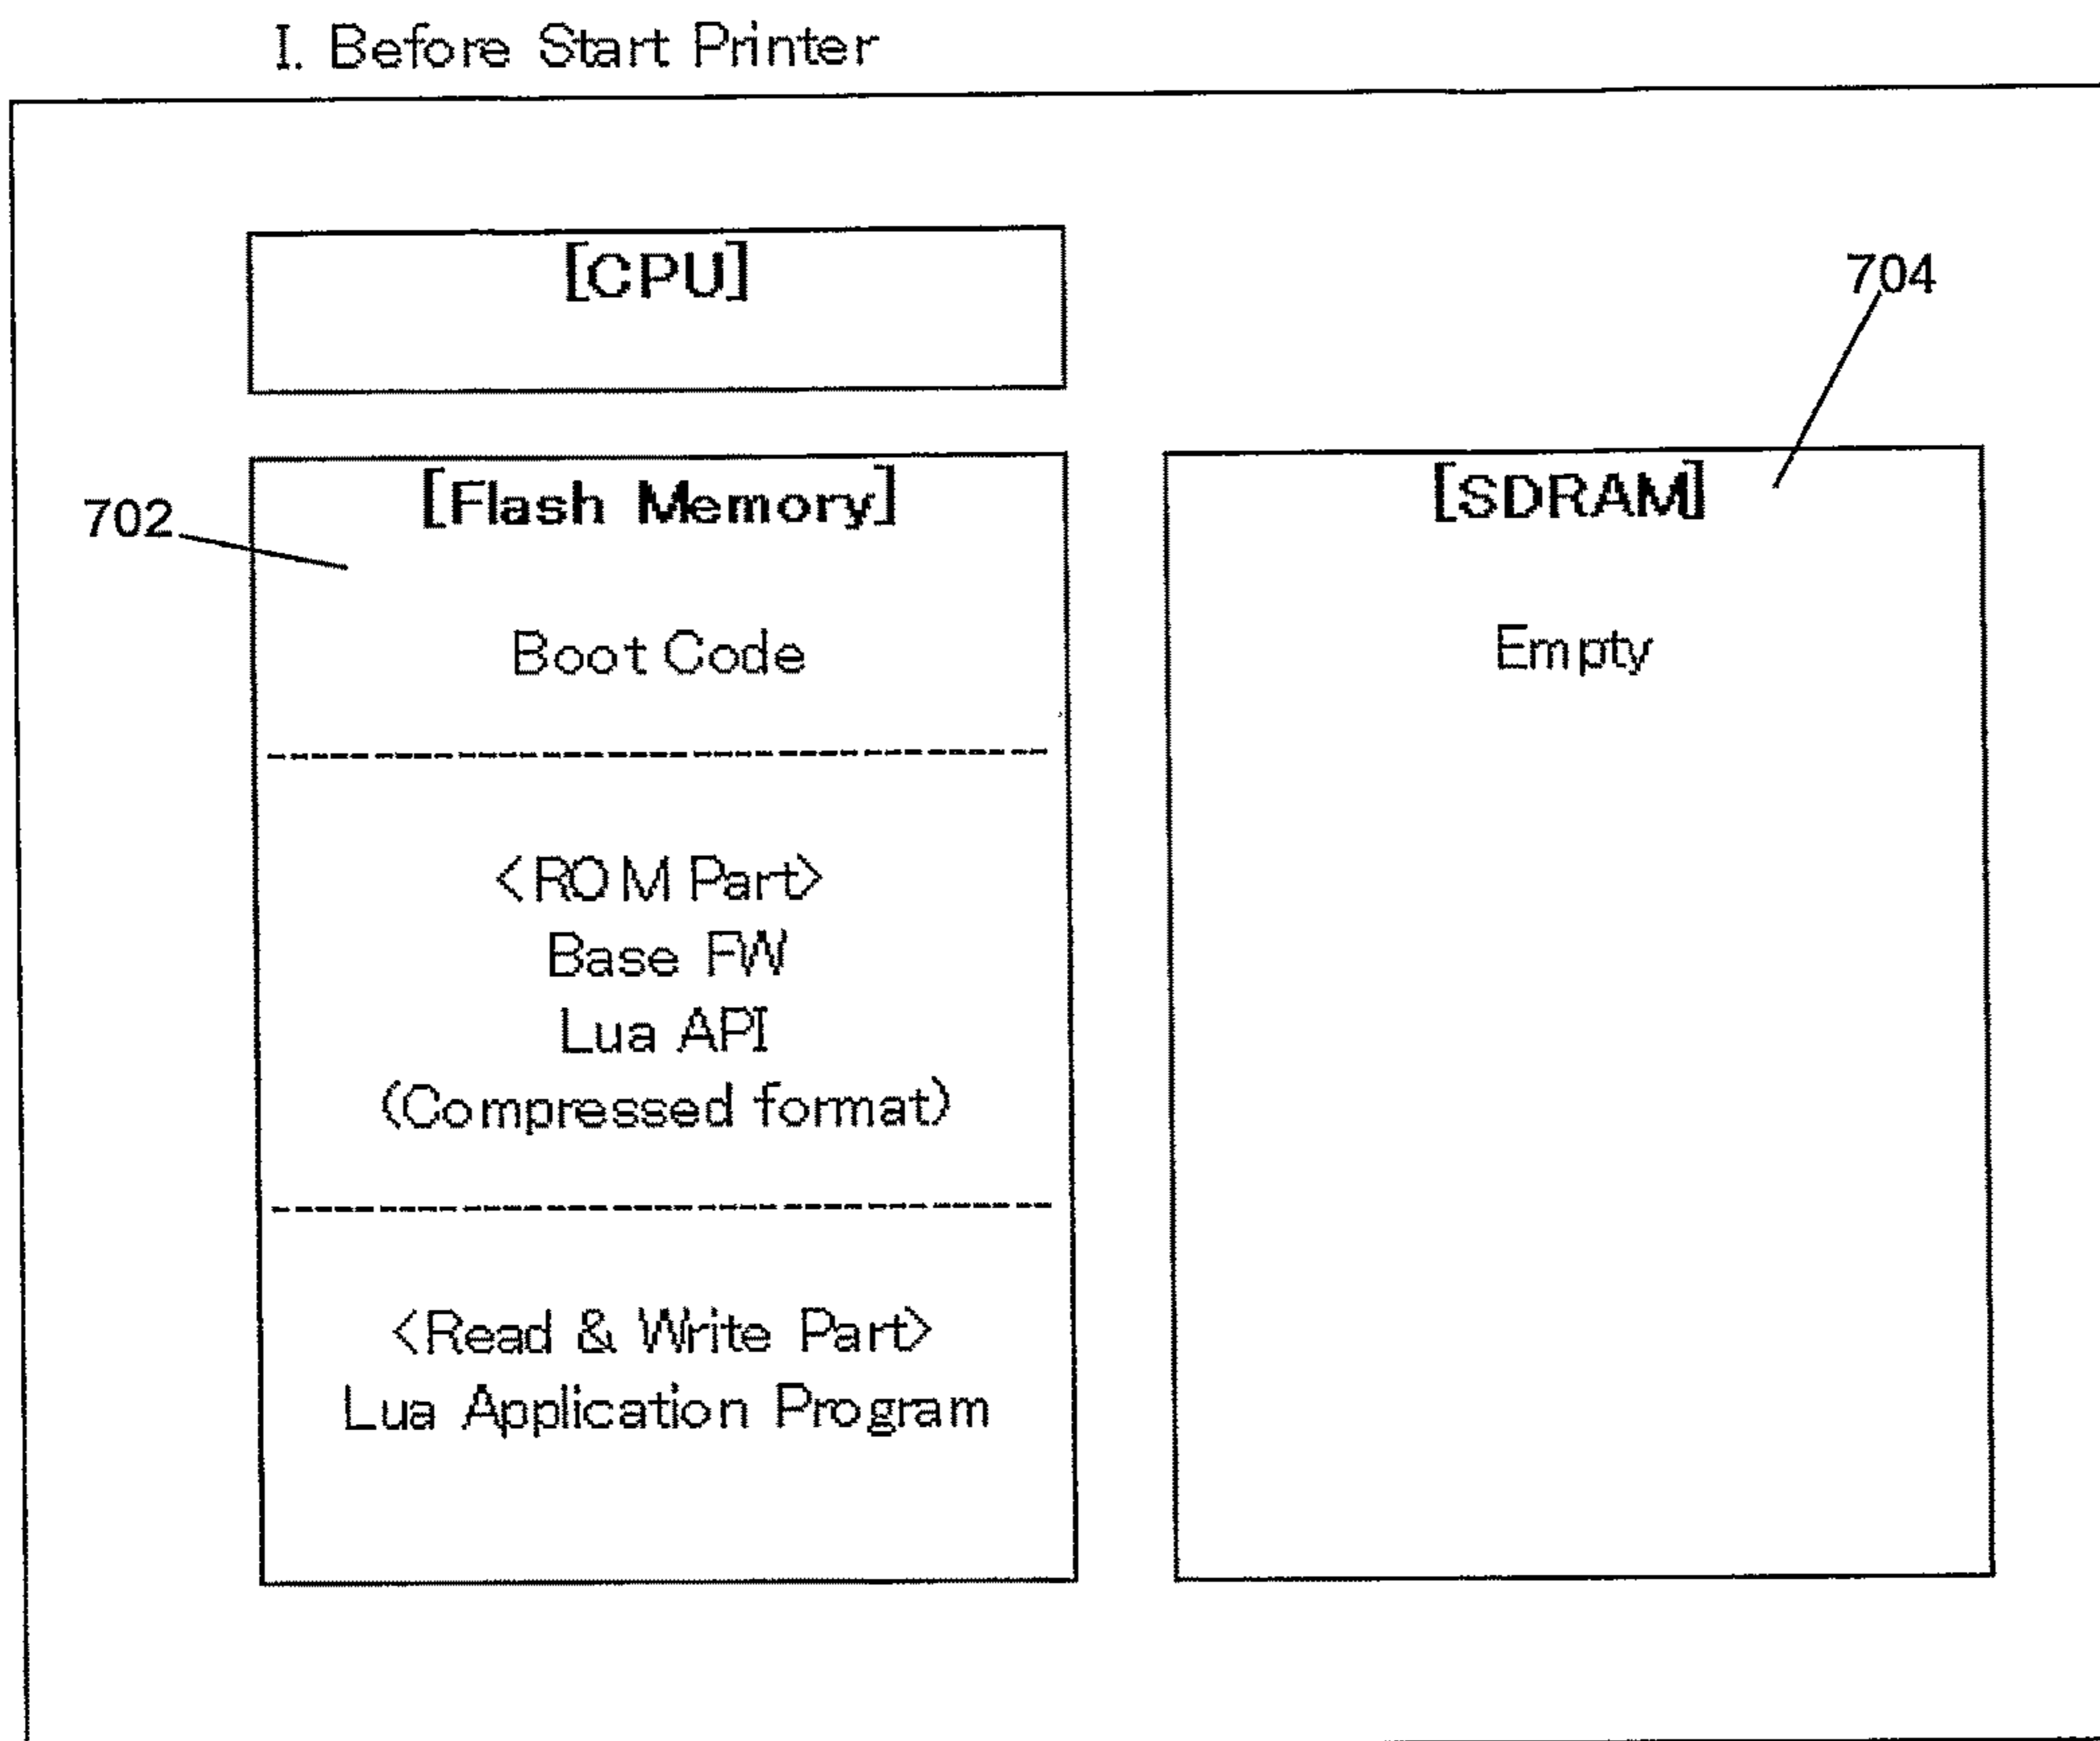 I. Before Start Printer
[CPU]
704
[Flash Memory]
702
Boot Code
<ROM Part>
Base FW
Lua API
(Compressed format)
<Read & Write Part>
Lua Application Program
[SDRAM]
Empty